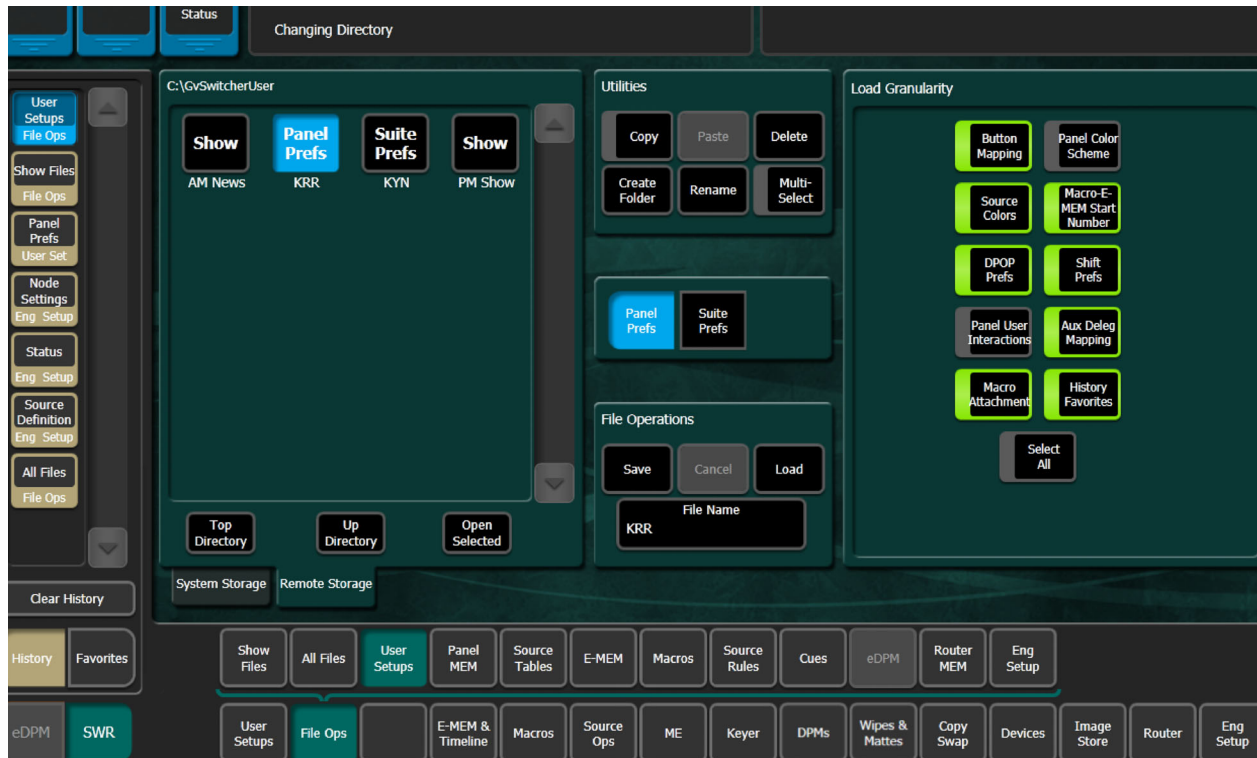 Status
Changing Directory
User
Setups
File Ops
Show Files
File Ops
Panel
Prefs
User Set
Node
Settings
Eng Setup
Status
Eng Setup
Source
Definition
Eng Setup
All Files
File Ops
Clear History
History
Favorites
eDPM
SWR
C:\GvSwitcherUser
Show
AM News
Panel
Prefs
KRR
Suite
Prefs
KYN
Show
PM Show
Top
Directory
Up
Directory
Open
Selected
System Storage
Remote Storage
Utilities
Copy
Paste
Delete
Create
Folder
Rename
Multi-
Select
Panel
Prefs
Suite
Prefs
File Operations
Save
Cancel
Load
File Name
KRR
Load Granularity
Button
Mapping
Panel Color
Scheme
Source
Colors
Macro-E-
MEM Start
Number
DPOP
Prefs
Shift
Prefs
Panel User
Interactions
Aux Deleg
Mapping
Macro
Attachment
History
Favorites
Select
All
Show
Files
All Files
User
Setups
Panel
MEM
Source
Tables
E-MEM
Macros
Source
Rules
Cues
eDPM
Router
MEM
Eng
Setup
User
Setups
File Ops
E-MEM &
Timeline
Macros
Source
Ops
ME
Keyer
DPMs
Wipes &
Mattes
Copy
Swap
Devices
Image
Store
Router
Eng
Setup